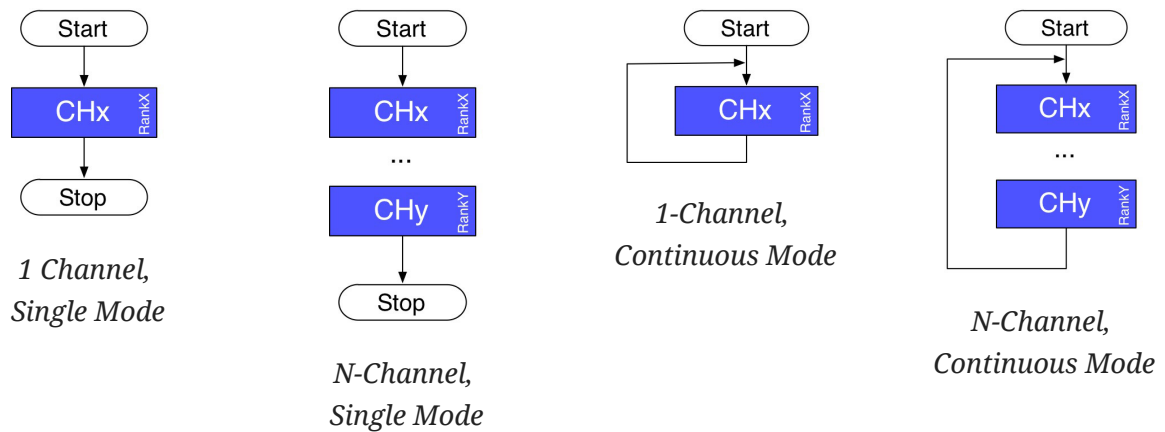 Start
CHx
RankX
Stop
1 Channel,
Single Mode
Start
CHx
RankX
...
CHy
RankY
Stop
N-Channel,
Single Mode
Start
CHx
RankX
1-Channel,
Continuous Mode
Start
CHx
RankX
...
CHy
RankY
N-Channel,
Continuous Mode